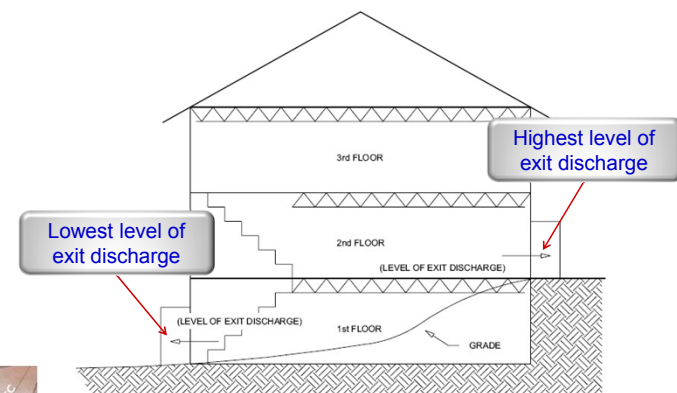 3rd FLOOR
Highest level of
exit discharge
Lowest level of
exit discharge
2nd FLOOR
(LEVEL OF EXIT DISCHARGE)
(LEVEL OF EXIT DISCHARGE)
1st FLOOR
GRADE